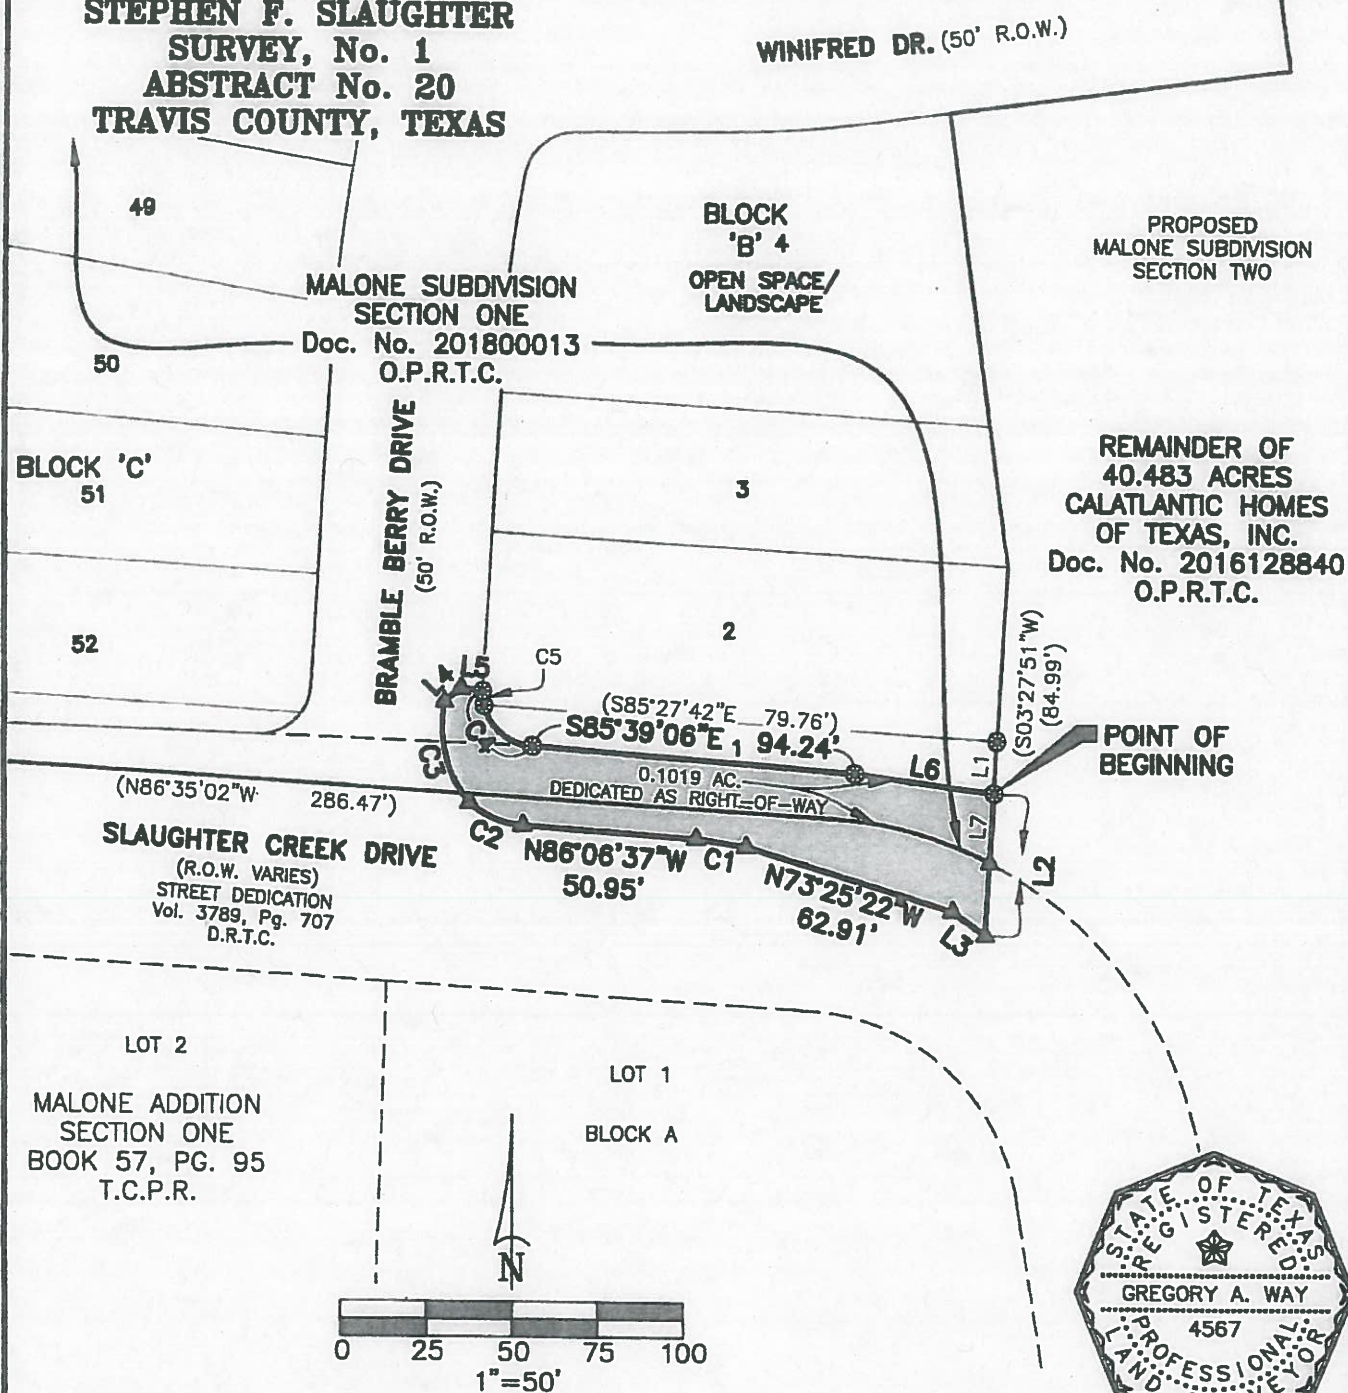 STEPHEN F. SLAUGHTER
SURVEY, No. 1
ABSTRACT No. 20
TRAVIS COUNTY, TEXAS
WINIFRED DR. (50' R.O.W.)
49
BLOCK
'B' 4
OPEN SPACE/
LANDSCAPE
PROPOSED
MALONE SUBDIVISION
SECTION TWO
MALONE SUBDIVISION
SECTION ONE
Doc. No. 201800013
O.P.R.T.C.
50
BLOCK 'C'
51
BRAMBLE BERRY DRIVE
(50' R.O.W.)
3
REMAINDER OF
40.483 ACRES
CALATLANTIC HOMES
OF TEXAS, INC.
Doc. No. 2016128840
O.P.R.T.C.
52
2
L4
L5
C5
(S85°27'42"E 79.76')
S85°39'06"E 94.24'
1
L6
L1
(S03°27'51"W)
(84.99')
POINT OF
BEGINNING
C3
0.1019 AC.
DEDICATED AS RIGHT-OF-WAY
L7
(N86°35'02"W 286.47')
C2
N86°06'37"W
50.95'
C1
N73°25'22"W
62.91'
L3
L2
SLAUGHTER CREEK DRIVE
(R.O.W. VARIES)
STREET DEDICATION
Vol. 3789, Pg. 707
D.R.T.C.
LOT 2
MALONE ADDITION
SECTION ONE
BOOK 57, PG. 95
T.C.P.R.
LOT 1
BLOCK A
N
0 25 50 75 100
1"=50'
STATE OF TEXAS
REGISTERED
GREGORY A. WAY
4567
PROFESSIONAL
LAND